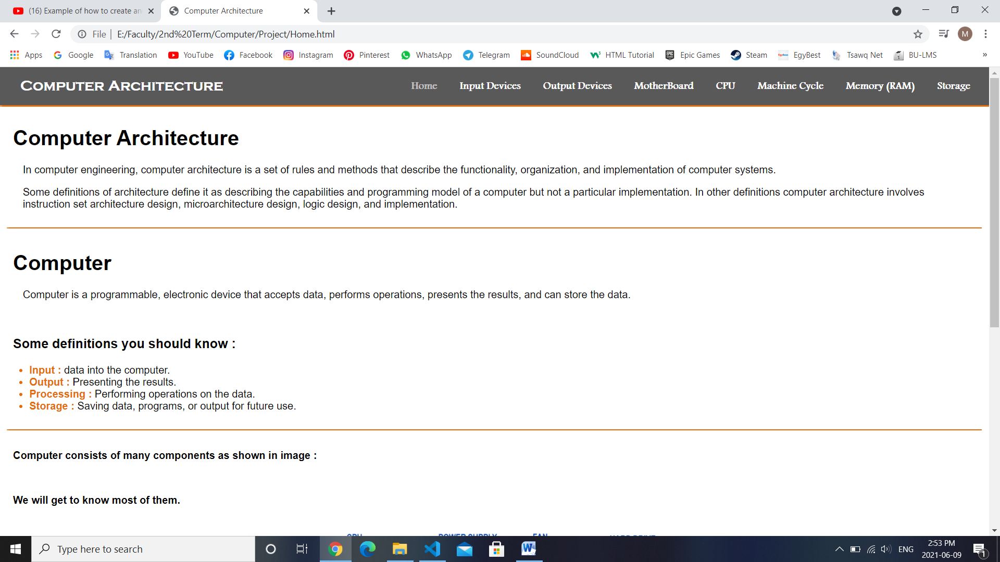 (16) Example of how to create an
Computer Architecture
File
E:/Faculty/2nd%20Term/Computer/Project/Home.html
M
Apps
Google
Translation
YouTube
Facebook
Instagram
Pinterest
WhatsApp
Telegram
SoundCloud
HTML Tutorial
Epic Games
Steam
EgyBest
Tsawq Net
BU-LMS
»
Computer Architecture
Home
Input Devices
Output Devices
MotherBoard
CPU
Machine Cycle
Memory (RAM)
Storage
Computer Architecture
In computer engineering, computer architecture is a set of rules and methods that describe the functionality, organization, and implementation of computer systems.
Some definitions of architecture define it as describing the capabilities and programming model of a computer but not a particular implementation. In other definitions computer architecture involves
instruction set architecture design, microarchitecture design, logic design, and implementation.
Computer
Computer is a programmable, electronic device that accepts data, performs operations, presents the results, and can store the data.
Some definitions you should know :
• Input : data into the computer.
• Output : Presenting the results.
• Processing : Performing operations on the data.
• Storage : Saving data, programs, or output for future use.
Computer consists of many components as shown in image :
We will get to know most of them.
CPU
POWER SUPPLY
FAN
HARD DRIVE
Type here to search
ENG
2:53 PM
2021-06-09
1